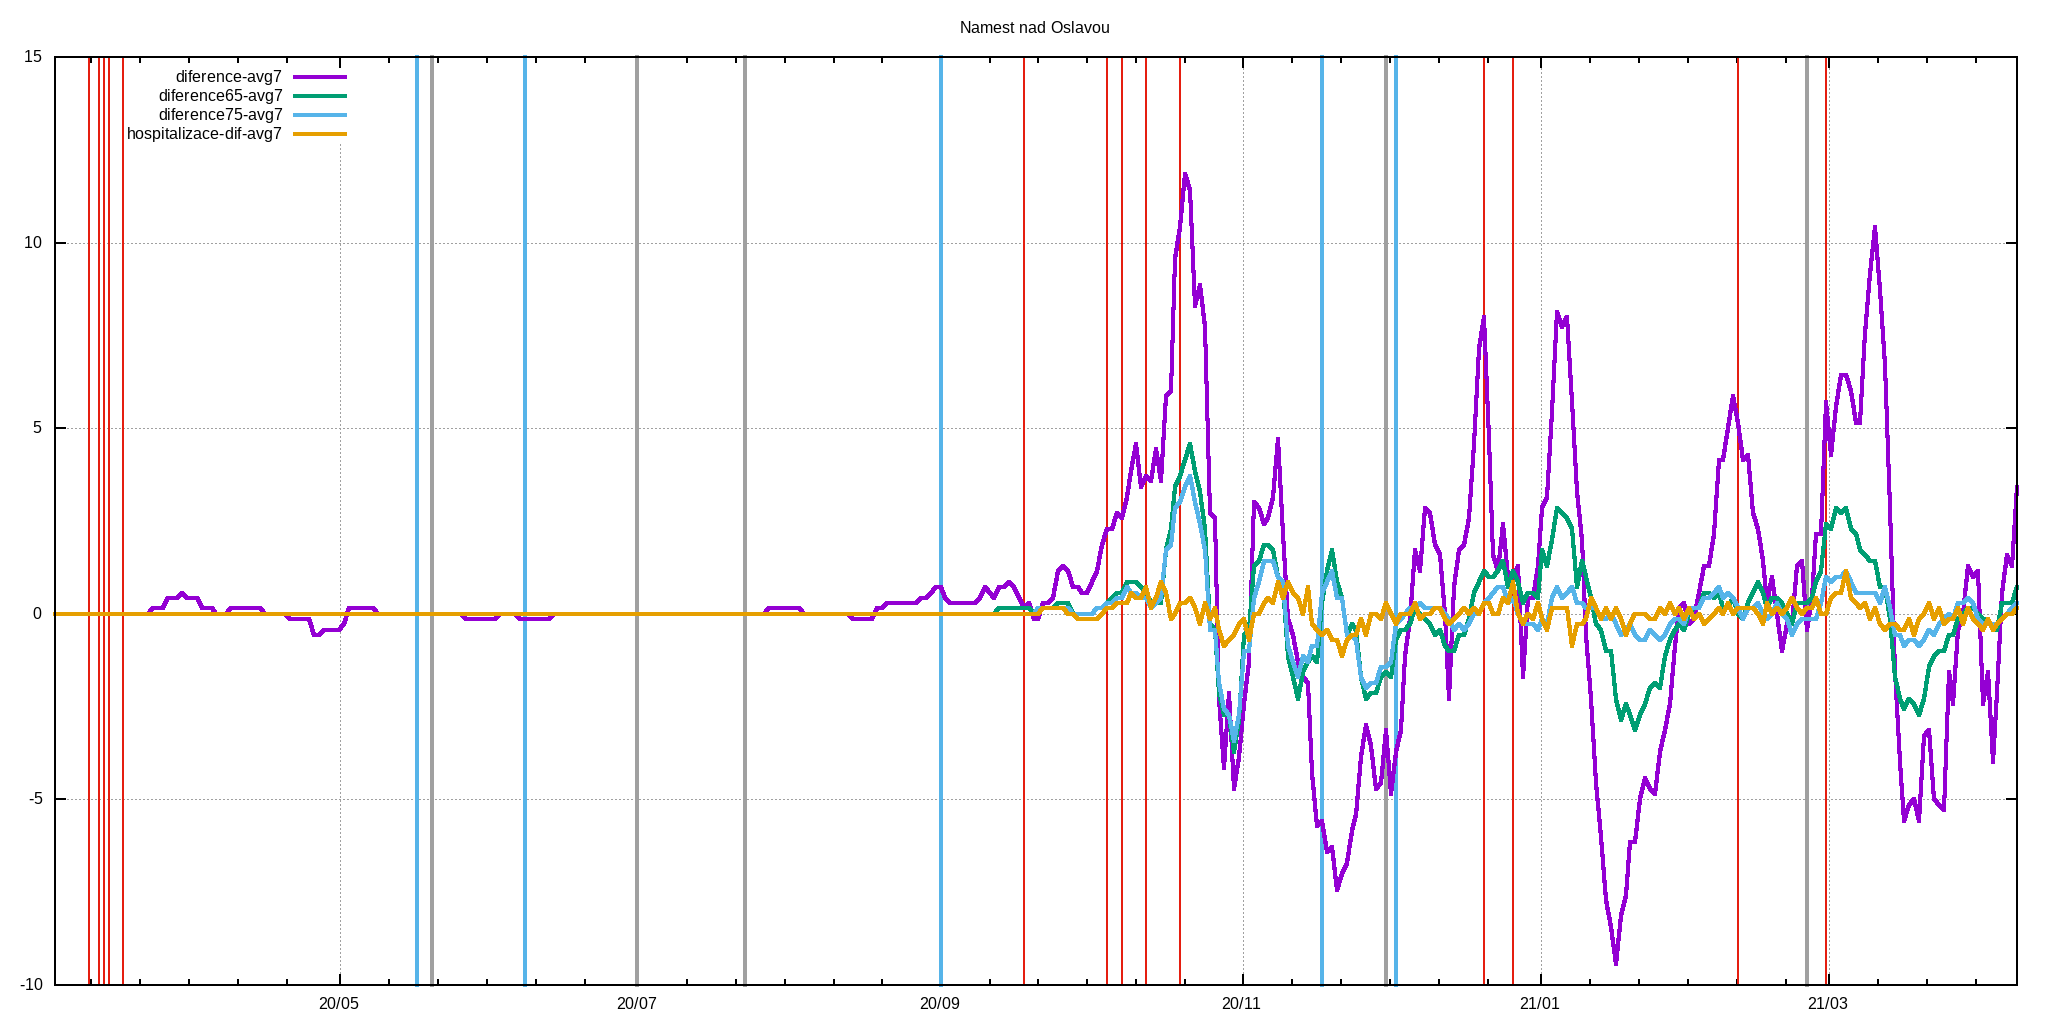 Namest nad Oslavou
15
10
5
0
-5
-10
diference-avg7
diference65-avg7
diference75-avg7
hospitalizace-dif-avg7
20/05
20/07
20/09
20/11
21/01
21/03